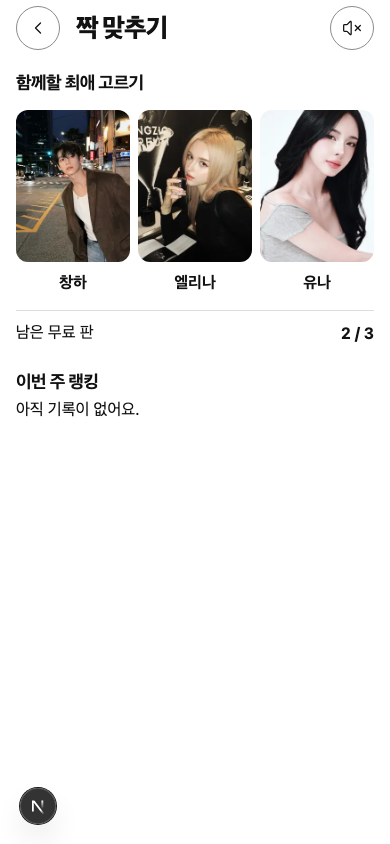 짝 맞추기
함께할 최애 고르기
창하
엘리나
유나
남은 무료 판
2 / 3
이번 주 랭킹
아직 기록이 없어요.
N